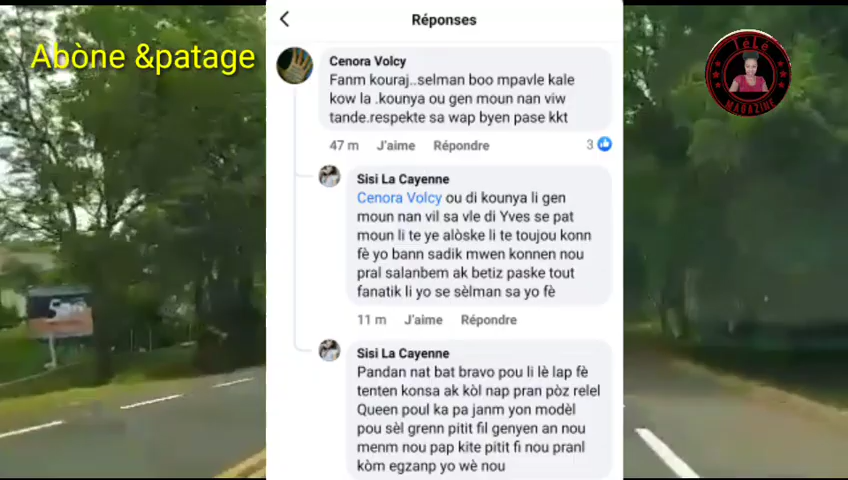 Abòne &patage
Réponses
TèLé
MAGAZINE
Cenora Volcy
Fanm kouraj..selman boo mpavle kale
kow la .kounya ou gen moun nan viw
tande.respekte sa wap byen pase kkt
47 m J'aime Répondre 3
Sisi La Cayenne
Cenora Volcy ou di kounya li gen
moun nan vil sa vle di Yves se pat
moun li te ye alòske li te toujou konn
fè yo bann sadik mwen konnen nou
pral salanbem ak betiz paske tout
fanatik li yo se sèlman sa yo fè
11 m J'aime Répondre
Sisi La Cayenne
Pandan nat bat bravo pou li lè lap fè
tenten konsa ak kòl nap pran pòz relel
Queen poul ka pa janm yon modèl
pou sèl grenn pitit fil genyen an nou
menm nou pap kite pitit fi nou pranl
kòm egzanp yo wè nou